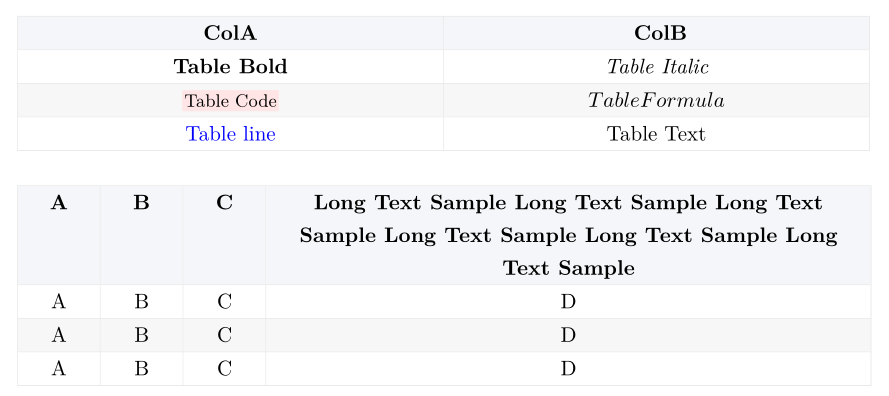 ColA ColB
Table Bold Table Italic
Table Code TableFormula
Table line Table Text
A B C Long Text Sample Long Text Sample Long Text
Sample Long Text Sample Long Text Sample Long
Text Sample
A B C D
A B C D
A B C D